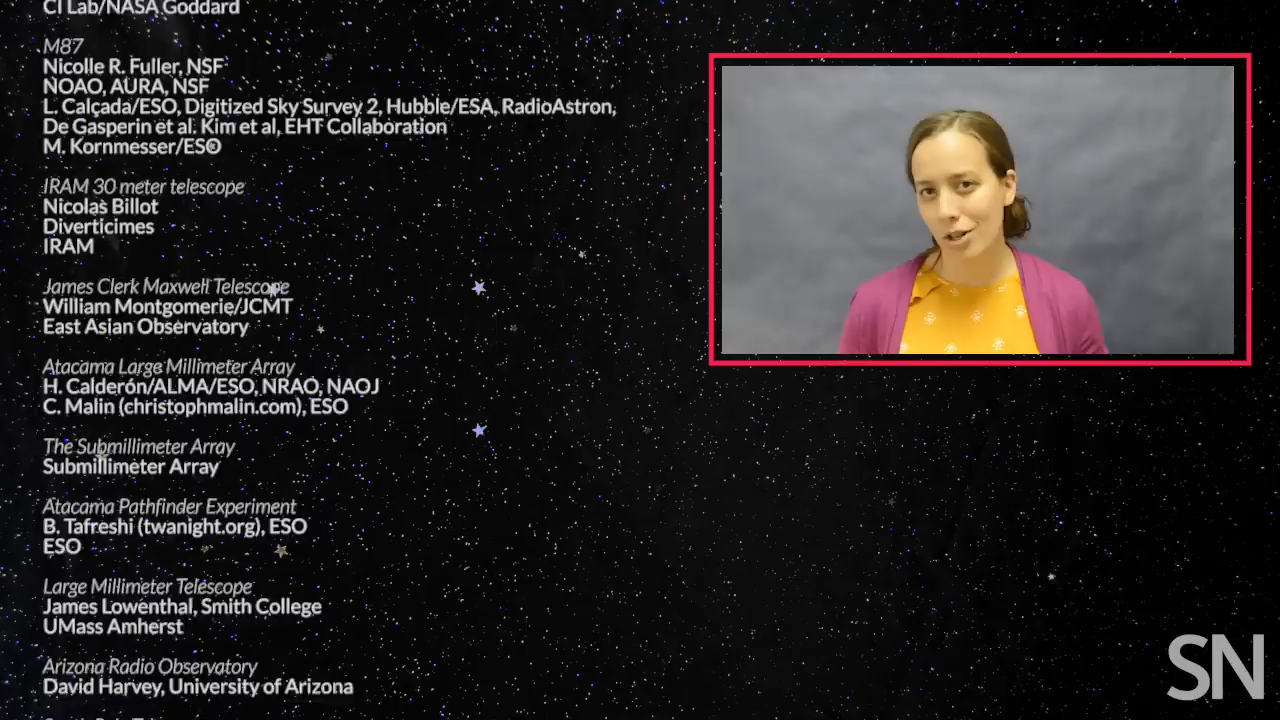 CI Lab/NASA Goddard
M87
Nicolle R. Fuller, NSF
NOAO, AURA, NSF
L. Calçada/ESO, Digitized Sky Survey 2, Hubble/ESA, RadioAstron,
De Gasperin et al. Kim et al, EHT Collaboration
M. Kornmesser/ESO
IRAM 30 meter telescope
Nicolas Billot
Diverticimes
IRAM
James Clerk Maxwell Telescope
William Montgomerie/JCMT
East Asian Observatory
Atacama Large Millimeter Array
H. Calderón/ALMA/ESO, NRAO, NAOJ
C. Malin (christophmalin.com), ESO
The Submillimeter Array
Submillimeter Array
Atacama Pathfinder Experiment
B. Tafreshi (twanight.org), ESO
ESO
Large Millimeter Telescope
James Lowenthal, Smith College
UMass Amherst
Arizona Radio Observatory
David Harvey, University of Arizona
SN